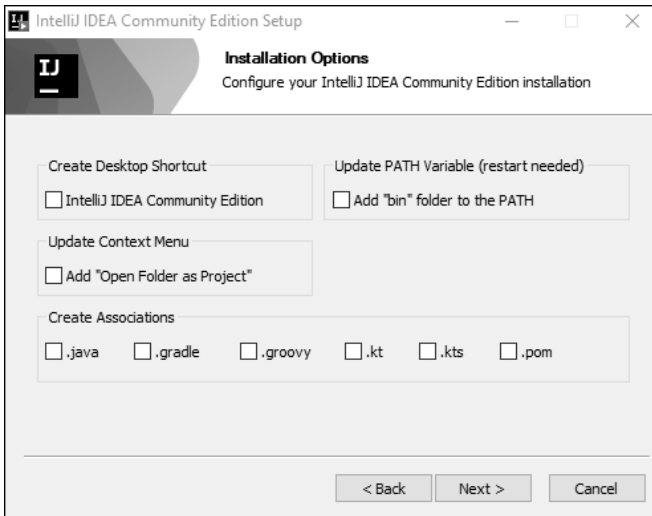 IntelliJ IDEA Community Edition Setup
IJ
Installation Options
Configure your IntelliJ IDEA Community Edition installation
Create Desktop Shortcut
IntelliJ IDEA Community Edition
Update PATH Variable (restart needed)
Add "bin" folder to the PATH
Update Context Menu
Add "Open Folder as Project"
Create Associations
.java .gradle .groovy .kt .kts .pom
< Back Next > Cancel